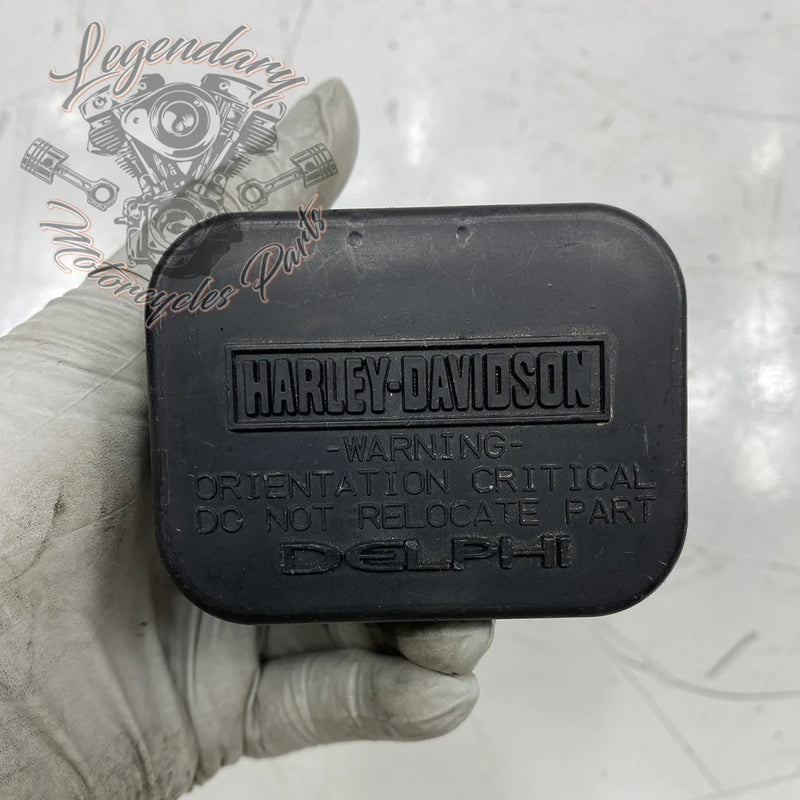 Legendary
Motorcycles Parts
HARLEY-DAVIDSON
-WARNING-
ORIENTATION CRITICAL
DO NOT RELOCATE PART
DELPHI